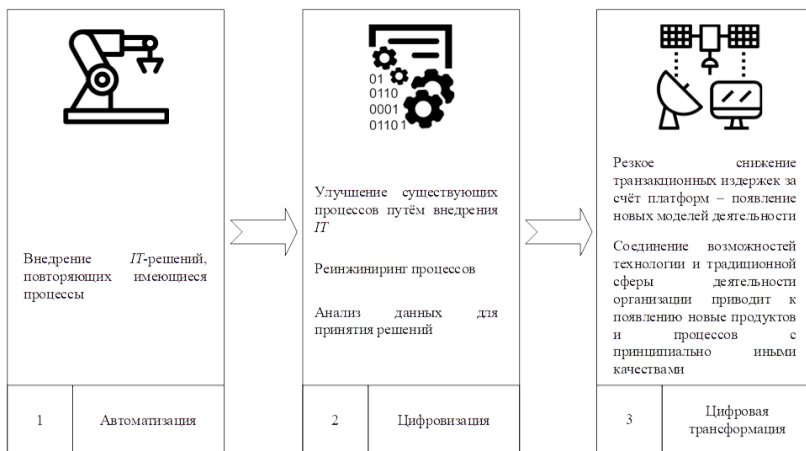 01
0110
0001
01101
Внедрение IT-решений,
повторяющих имеющиеся
процессы
1
Автоматизация
Улучшение существующих
процессов путём внедрения
IT
Реинжиниринг процессов
Анализ данных для
принятия решений
2
Цифровизация
Резкое снижение
транзакционных издержек за
счёт платформ – появление
новых моделей деятельности
Соединение возможностей
технологии и традиционной
сферы деятельности
организации приводит к
появлению новые продуктов
и процессов с
принципиально иными
качествами
3
Цифровая
трансформация